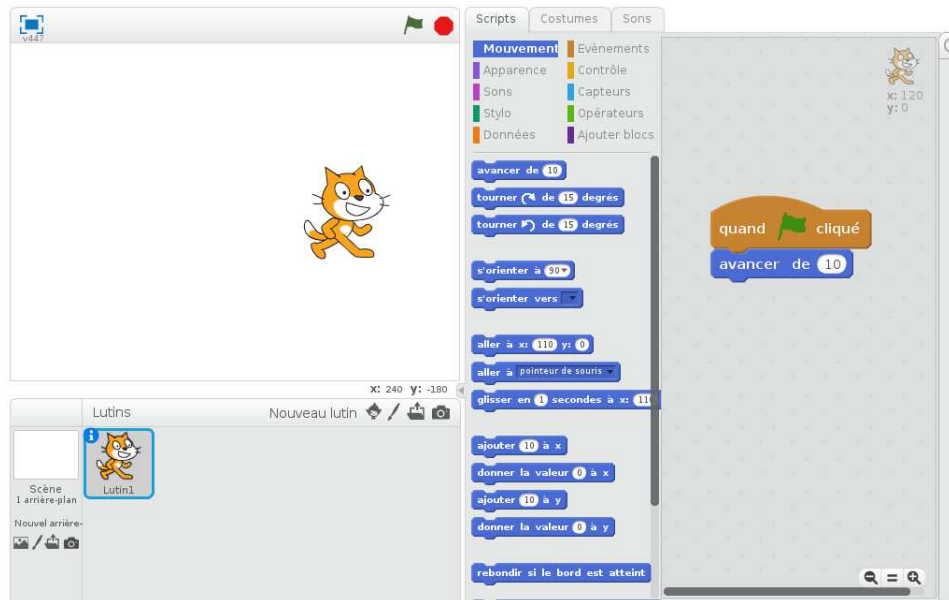 v447
Scripts Costumes Sons
Mouvement Evènements
Apparence Contrôle
Sons Capteurs
Stylo Opérateurs
Données Ajouter blocs
avancer de 10
tourner de 15 degrés
tourner de 15 degrés
s'orienter à 90
s'orienter vers
aller à x: 110 y: 0
aller à pointeur de souris
glisser en 1 secondes à x: 110
ajouter 10 à x
donner la valeur 0 à x
ajouter 10 à y
donner la valeur 0 à y
rebondir si le bord est atteint
x: 120
y: 0
quand cliqué
avancer de 10
x: 240 y: -180
Lutins Nouveau lutin
Scène
1 arrière-plan
Nouvel arrière-
Lutin1